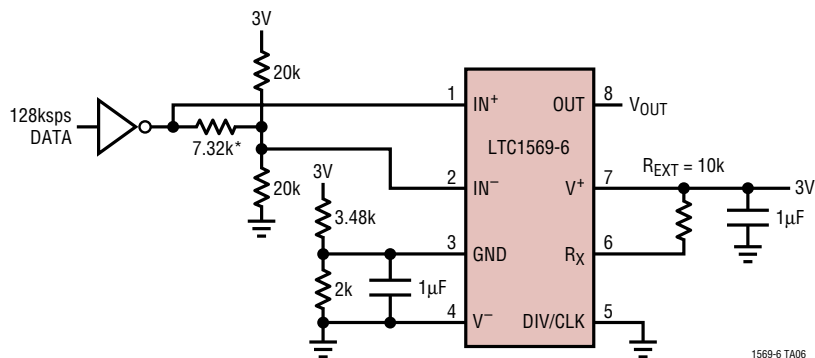 3V
20k
128ksps
DATA
7.32k*
20k
3V
3.48k
2k
1µF
1
IN+
2
IN−
3
GND
4
V−
LTC1569-6
OUT
8
VOUT
V+
7
REXT = 10k
3V
1µF
RX
6
DIV/CLK
5
1569-6 TA06